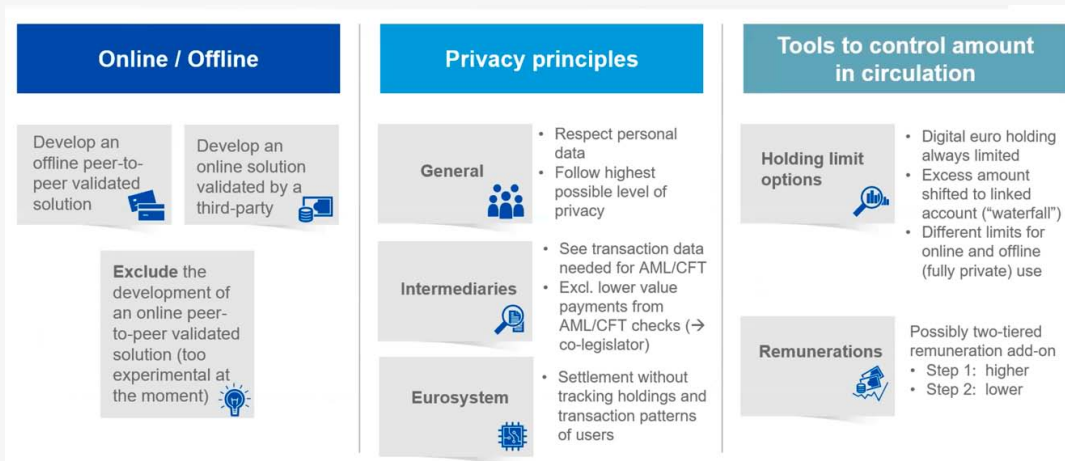 Online / Offline
Develop an
offline peer-to-
peer validated
solution
Develop an
online solution
validated by a
third-party
Exclude the
development of
an online peer-
to-peer validated
solution (too
experimental at
the moment)
Privacy principles
General
• Respect personal
data
• Follow highest
possible level of
privacy
Intermediaries
• See transaction data
needed for AML/CFT
• Excl. lower value
payments from
AML/CFT checks (→
co-legislator)
Eurosystem
• Settlement without
tracking holdings and
transaction patterns
of users
Tools to control amount
in circulation
Holding limit
options
• Digital euro holding
always limited
• Excess amount
shifted to linked
account (“waterfall”)
• Different limits for
online and offline
(fully private) use
Remunerations
Possibly two-tiered
remuneration add-on
• Step 1: higher
• Step 2: lower